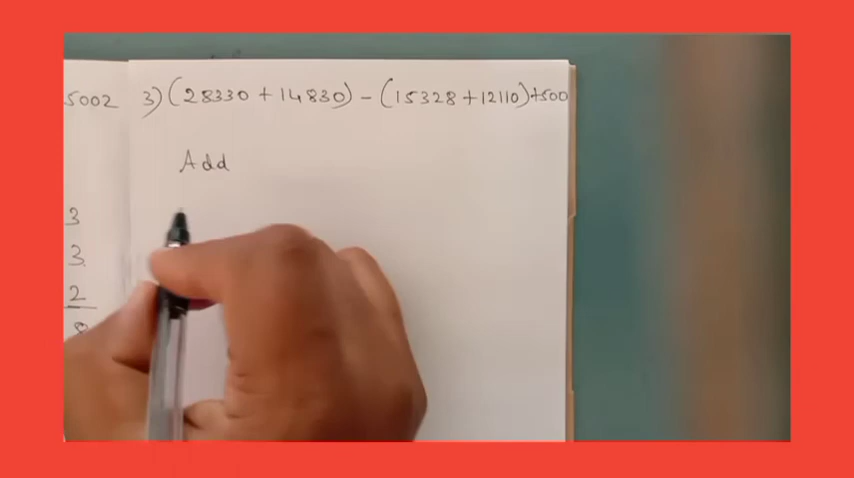 5002 3) (28330 + 14830) - (15328 + 12110) + 500
Add
3
3
2